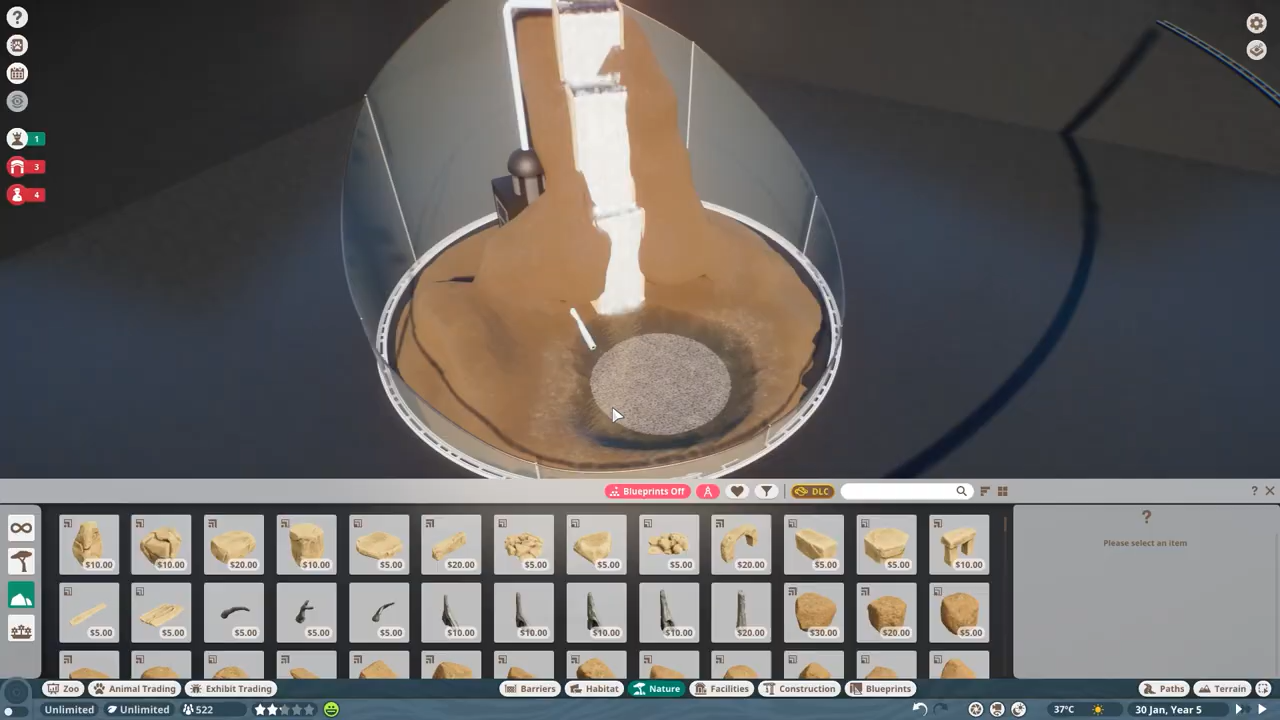 ?
1
3
4
Blueprints Off
DLC
?
$10.00 $10.00 $20.00 $10.00 $5.00 $20.00 $5.00 $5.00 $5.00 $20.00 $5.00 $5.00 $10.00
$5.00 $5.00 $5.00 $5.00 $5.00 $10.00 $10.00 $10.00 $10.00 $20.00 $30.00 $20.00 $5.00
?
Please select an item
Zoo Animal Trading Exhibit Trading Barriers Habitat Nature Facilities Construction Blueprints Paths Terrain
Unlimited Unlimited 522 37°C 30 Jan, Year 5